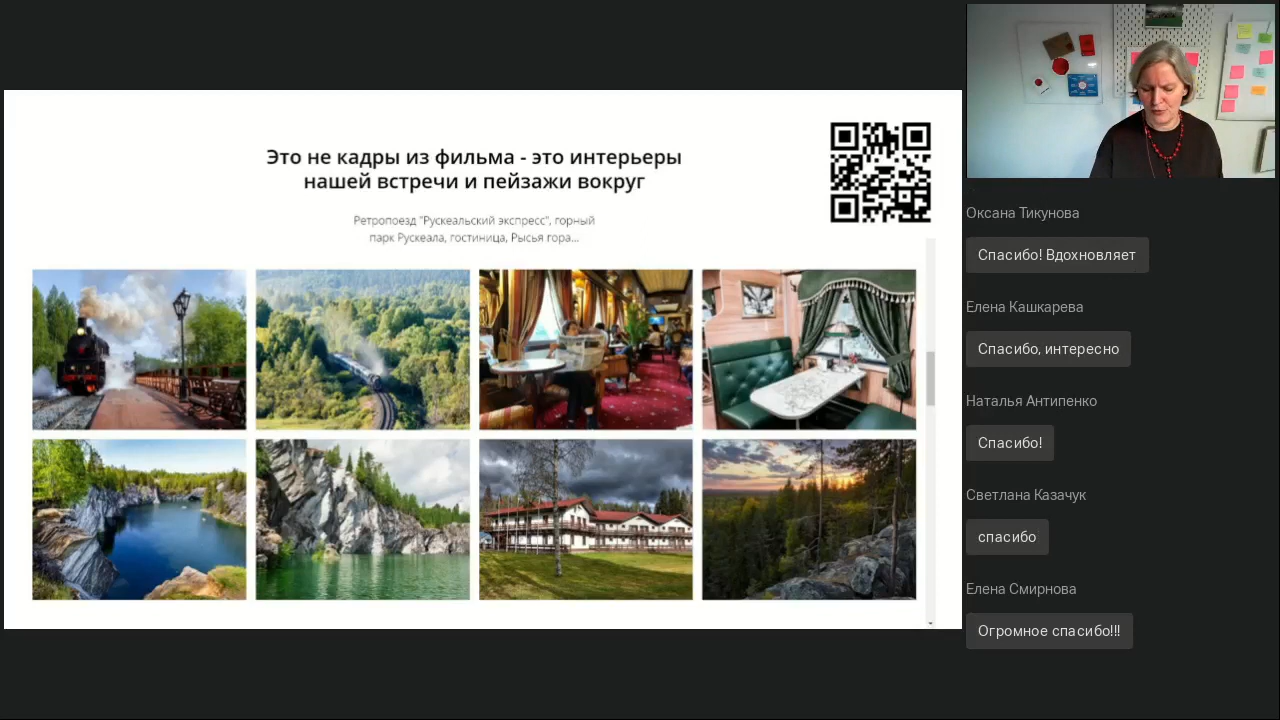 Это не кадры из фильма - это интерьеры
нашей встречи и пейзажи вокруг
Ретропоезд "Рускеальский экспресс", горный
парк Рускеала, гостиница, Рысья гора...
Оксана Тикунова
Спасибо! Вдохновляет
Елена Кашкарева
Спасибо, интересно
Наталья Антипенко
Спасибо!
Светлана Казачук
спасибо
Елена Смирнова
Огромное спасибо!!!